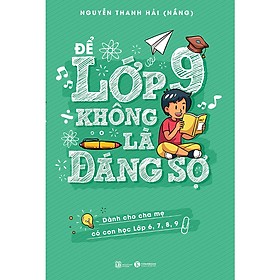 NGUYỄN THANH HẢI (HẰNG)
ĐỂ
LỚP 9
KHÔNG
LÀ
ĐÁNG SỢ
Dành cho cha mẹ
có con học Lớp 6, 7, 8, 9